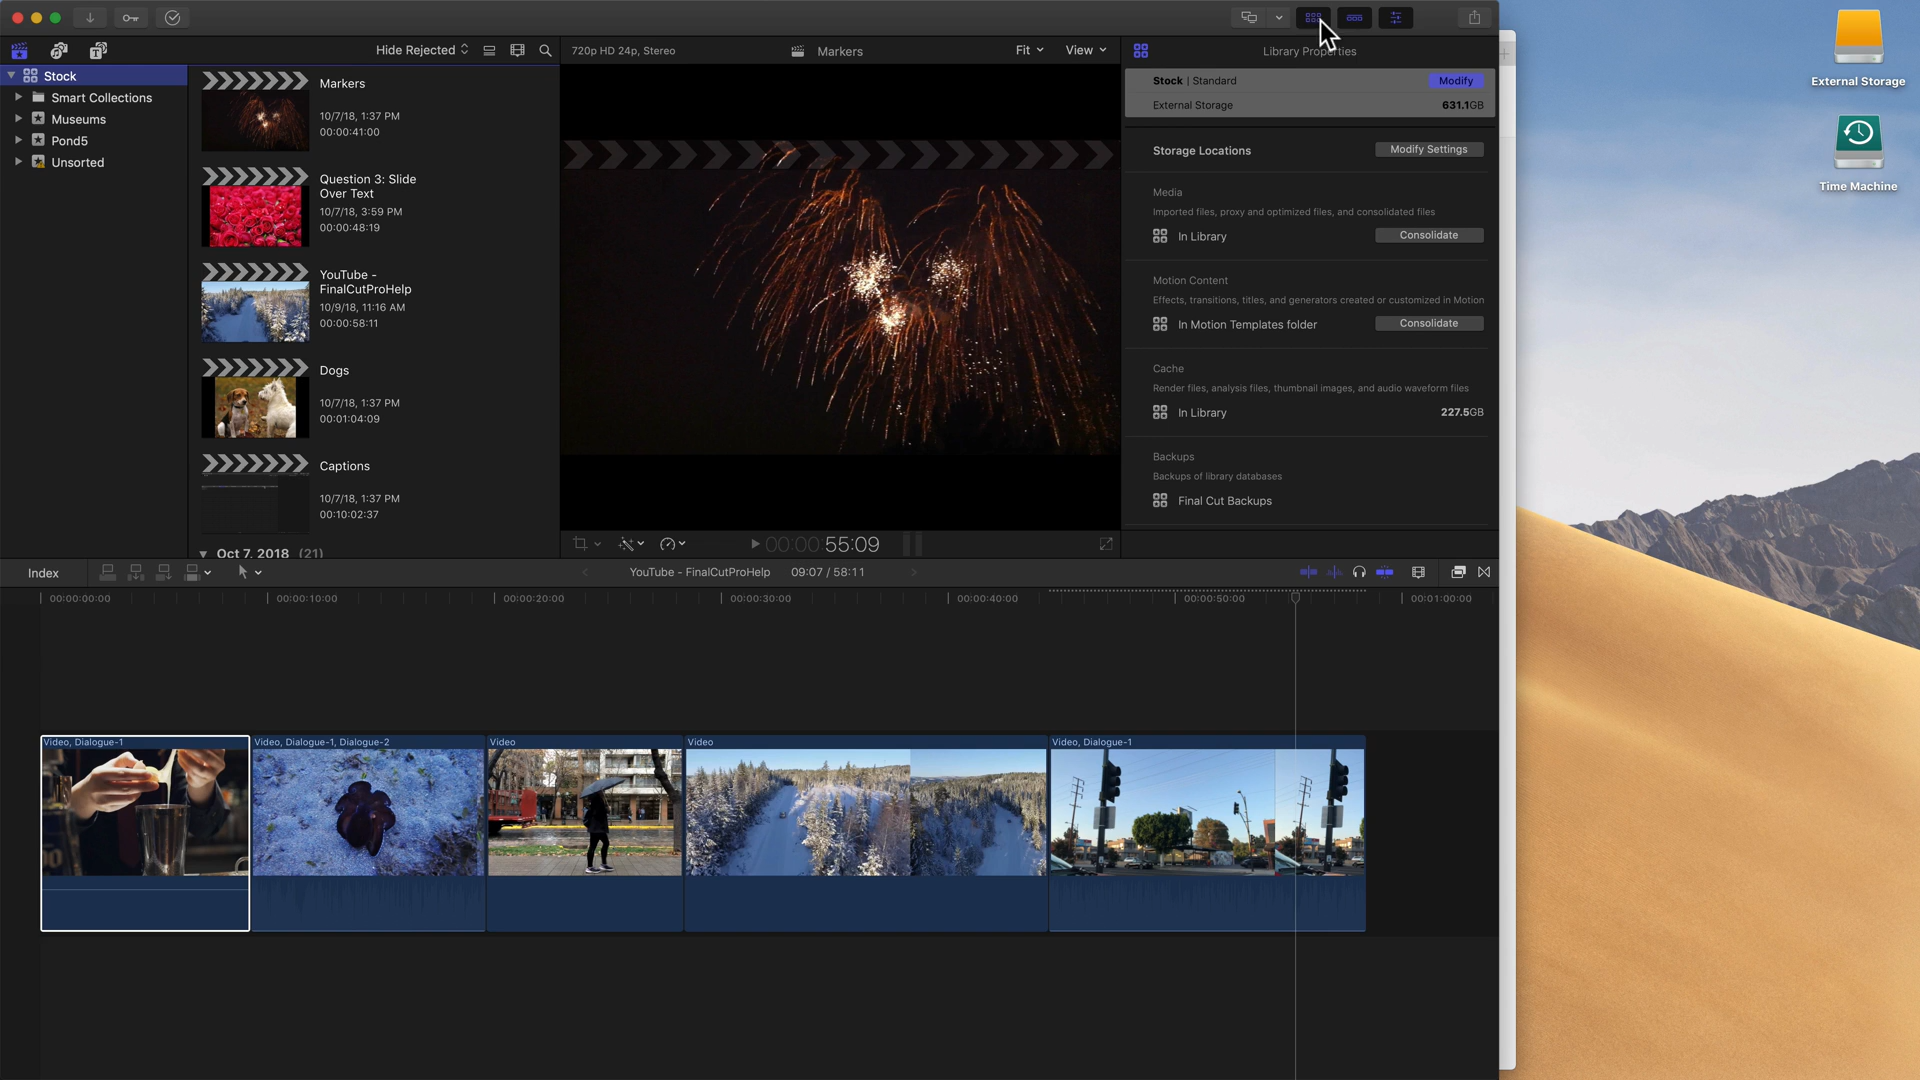 Hide Rejected
720p HD 24p, Stereo
Markers
Fit
View
Library Properties
Stock
Smart Collections
Museums
Pond5
Unsorted
Markers
10/7/18, 1:37 PM
00:00:41:00
Question 3: Slide
Over Text
10/7/18, 3:59 PM
00:00:48:19
YouTube -
FinalCutProHelp
10/9/18, 11:16 AM
00:00:58:11
Dogs
10/7/18, 1:37 PM
00:01:04:09
Captions
10/7/18, 1:37 PM
00:10:02:37
Oct 7, 2018 (21)
Stock | Standard
Modify
External Storage
631.1GB
Storage Locations
Modify Settings
Media
Imported files, proxy and optimized files, and consolidated files
In Library
Consolidate
Motion Content
Effects, transitions, titles, and generators created or customized in Motion
In Motion Templates folder
Consolidate
Cache
Render files, analysis files, thumbnail images, and audio waveform files
In Library
227.5GB
Backups
Backups of library databases
Final Cut Backups
External Storage
Time Machine
00:00:00:55:09
Index
YouTube - FinalCutProHelp
09:07 / 58:11
00:00:00:00
00:00:10:00
00:00:20:00
00:00:30:00
00:00:40:00
00:00:50:00
00:01:00:00
Video, Dialogue-1
Video, Dialogue-1, Dialogue-2
Video
Video
Video, Dialogue-1